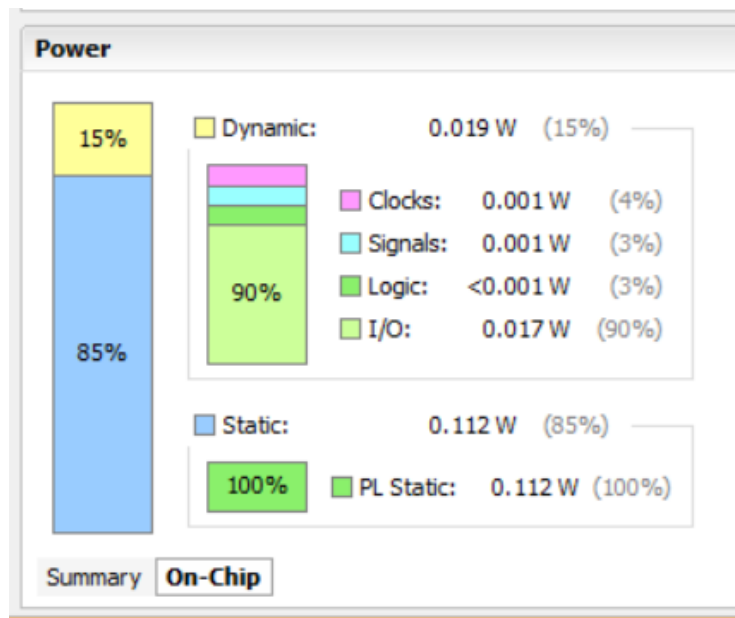 Power
15%
85%
Dynamic: 0.019 W (15%)
90%
Clocks: 0.001 W (4%)
Signals: 0.001 W (3%)
Logic: <0.001 W (3%)
I/O: 0.017 W (90%)
Static: 0.112 W (85%)
100%
PL Static: 0.112 W (100%)
Summary On-Chip